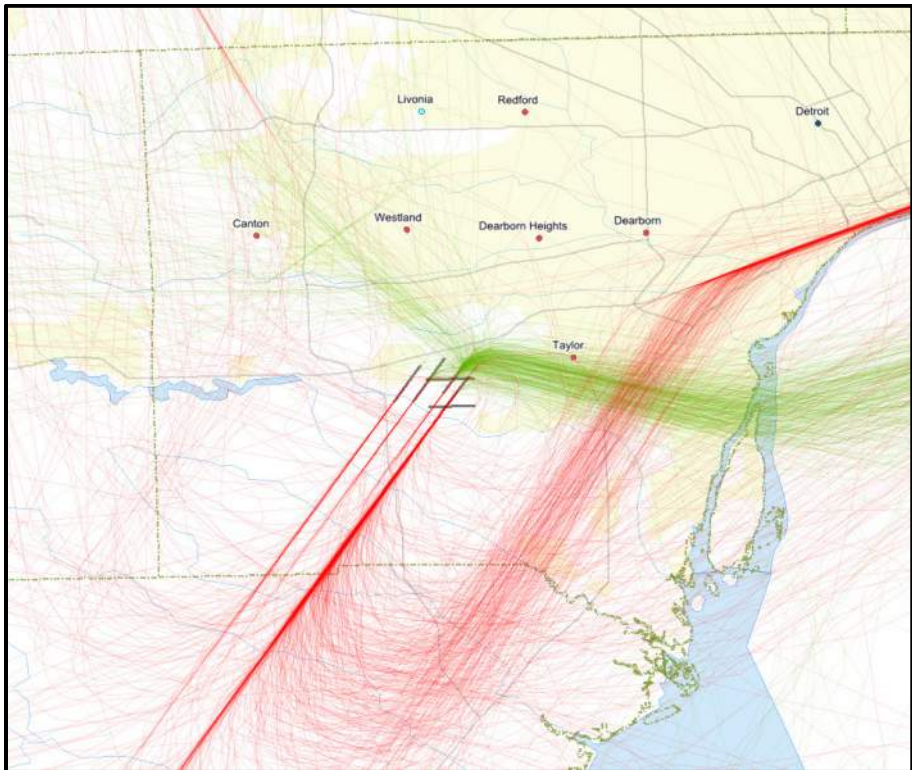 Livonia
Redford
Detroit
Canton
Westland
Dearborn Heights
Dearborn
Taylor